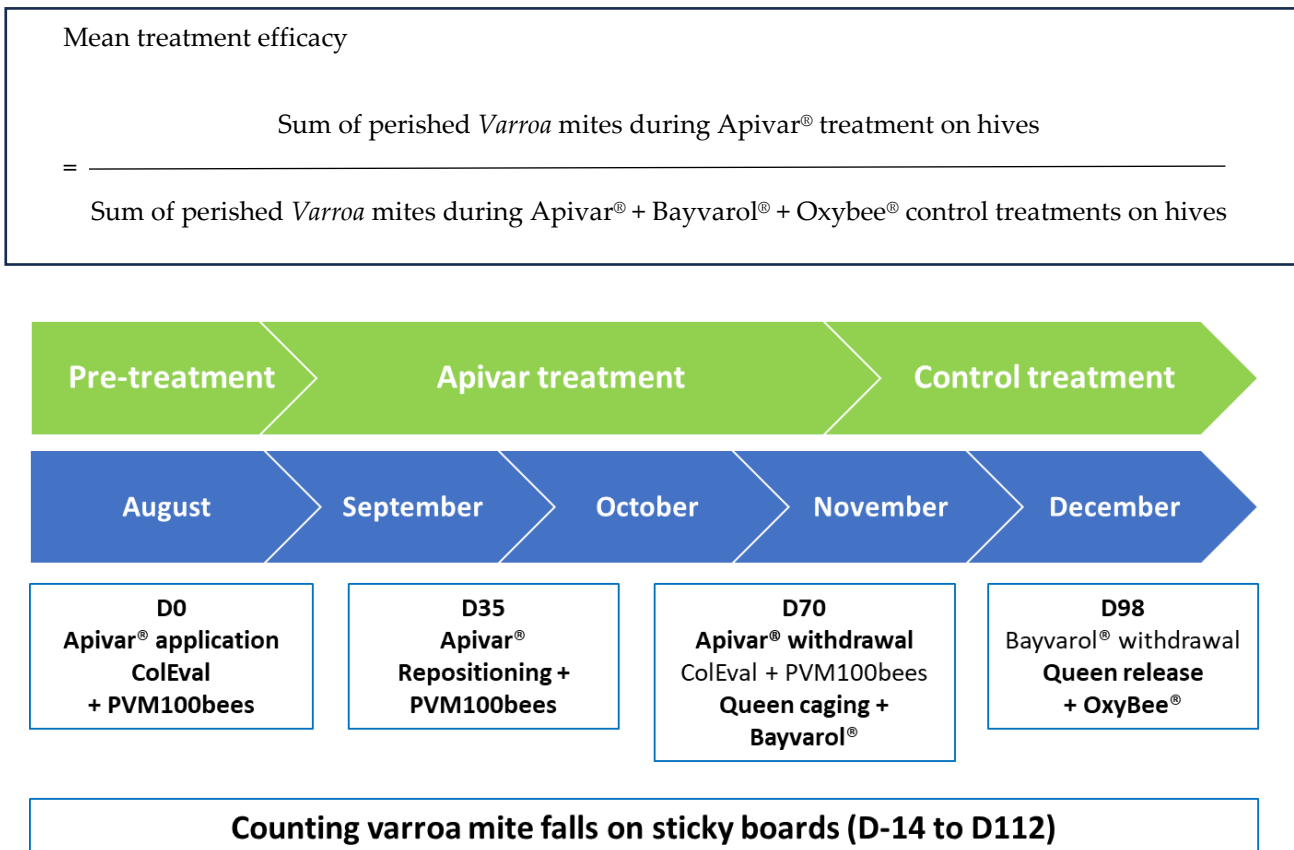 Mean treatment efficacy
Sum of perished Varroa mites during Apivar® treatment on hives
=
Sum of perished Varroa mites during Apivar® + Bayvarol® + Oxybee® control treatments on hives
Pre-treatment
Apivar treatment
Control treatment
August
September
October
November
December
D0
Apivar® application
ColEval
+ PVM100bees
D35
Apivar®
Repositioning +
PVM100bees
D70
Apivar® withdrawal
ColEval + PVM100bees
Queen caging +
Bayvarol®
D98
Bayvarol® withdrawal
Queen release
+ OxyBee®
Counting varroa mite falls on sticky boards (D-14 to D112)